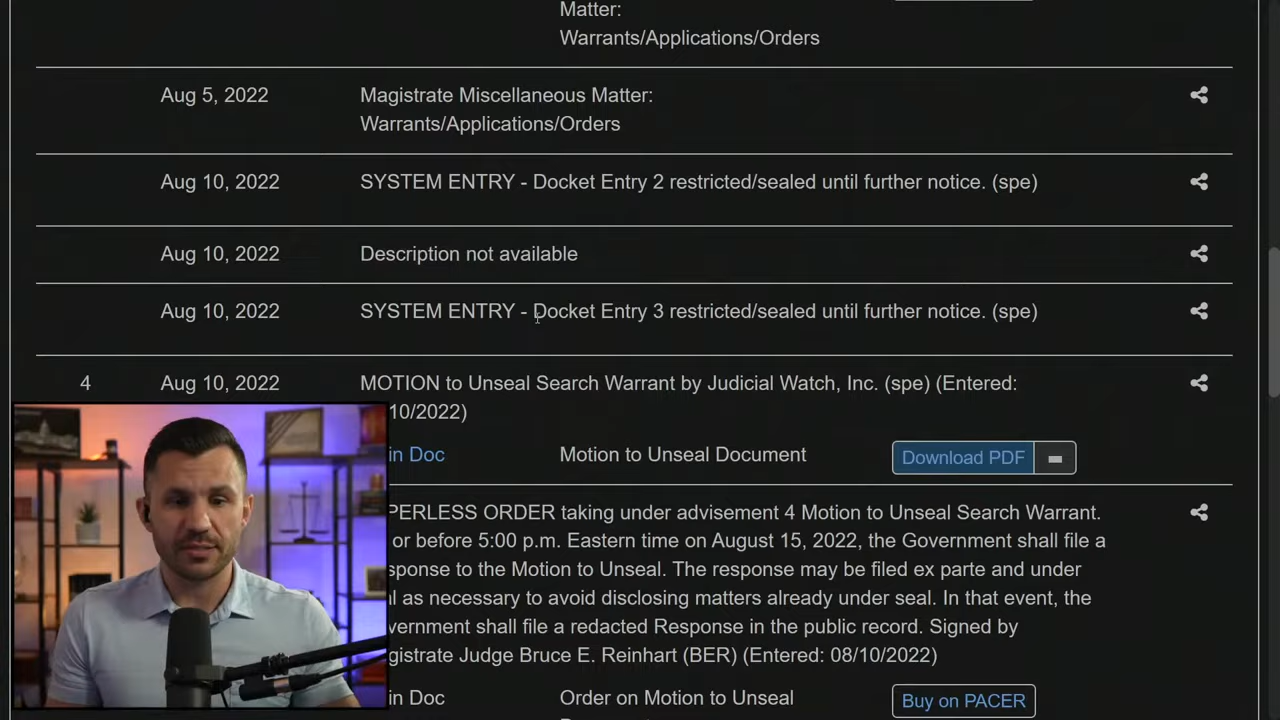 Matter:
Warrants/Applications/Orders
Aug 5, 2022 Magistrate Miscellaneous Matter:
Warrants/Applications/Orders
Aug 10, 2022 SYSTEM ENTRY - Docket Entry 2 restricted/sealed until further notice. (spe)
Aug 10, 2022 Description not available
Aug 10, 2022 SYSTEM ENTRY - Docket Entry 3 restricted/sealed until further notice. (spe)
4 Aug 10, 2022 MOTION to Unseal Search Warrant by Judicial Watch, Inc. (spe) (Entered:
10/2022)
in Doc Motion to Unseal Document Download PDF
PERLESS ORDER taking under advisement 4 Motion to Unseal Search Warrant.
or before 5:00 p.m. Eastern time on August 15, 2022, the Government shall file a
sponse to the Motion to Unseal. The response may be filed ex parte and under
l as necessary to avoid disclosing matters already under seal. In that event, the
vernment shall file a redacted Response in the public record. Signed by
gistrate Judge Bruce E. Reinhart (BER) (Entered: 08/10/2022)
in Doc Order on Motion to Unseal Buy on PACER